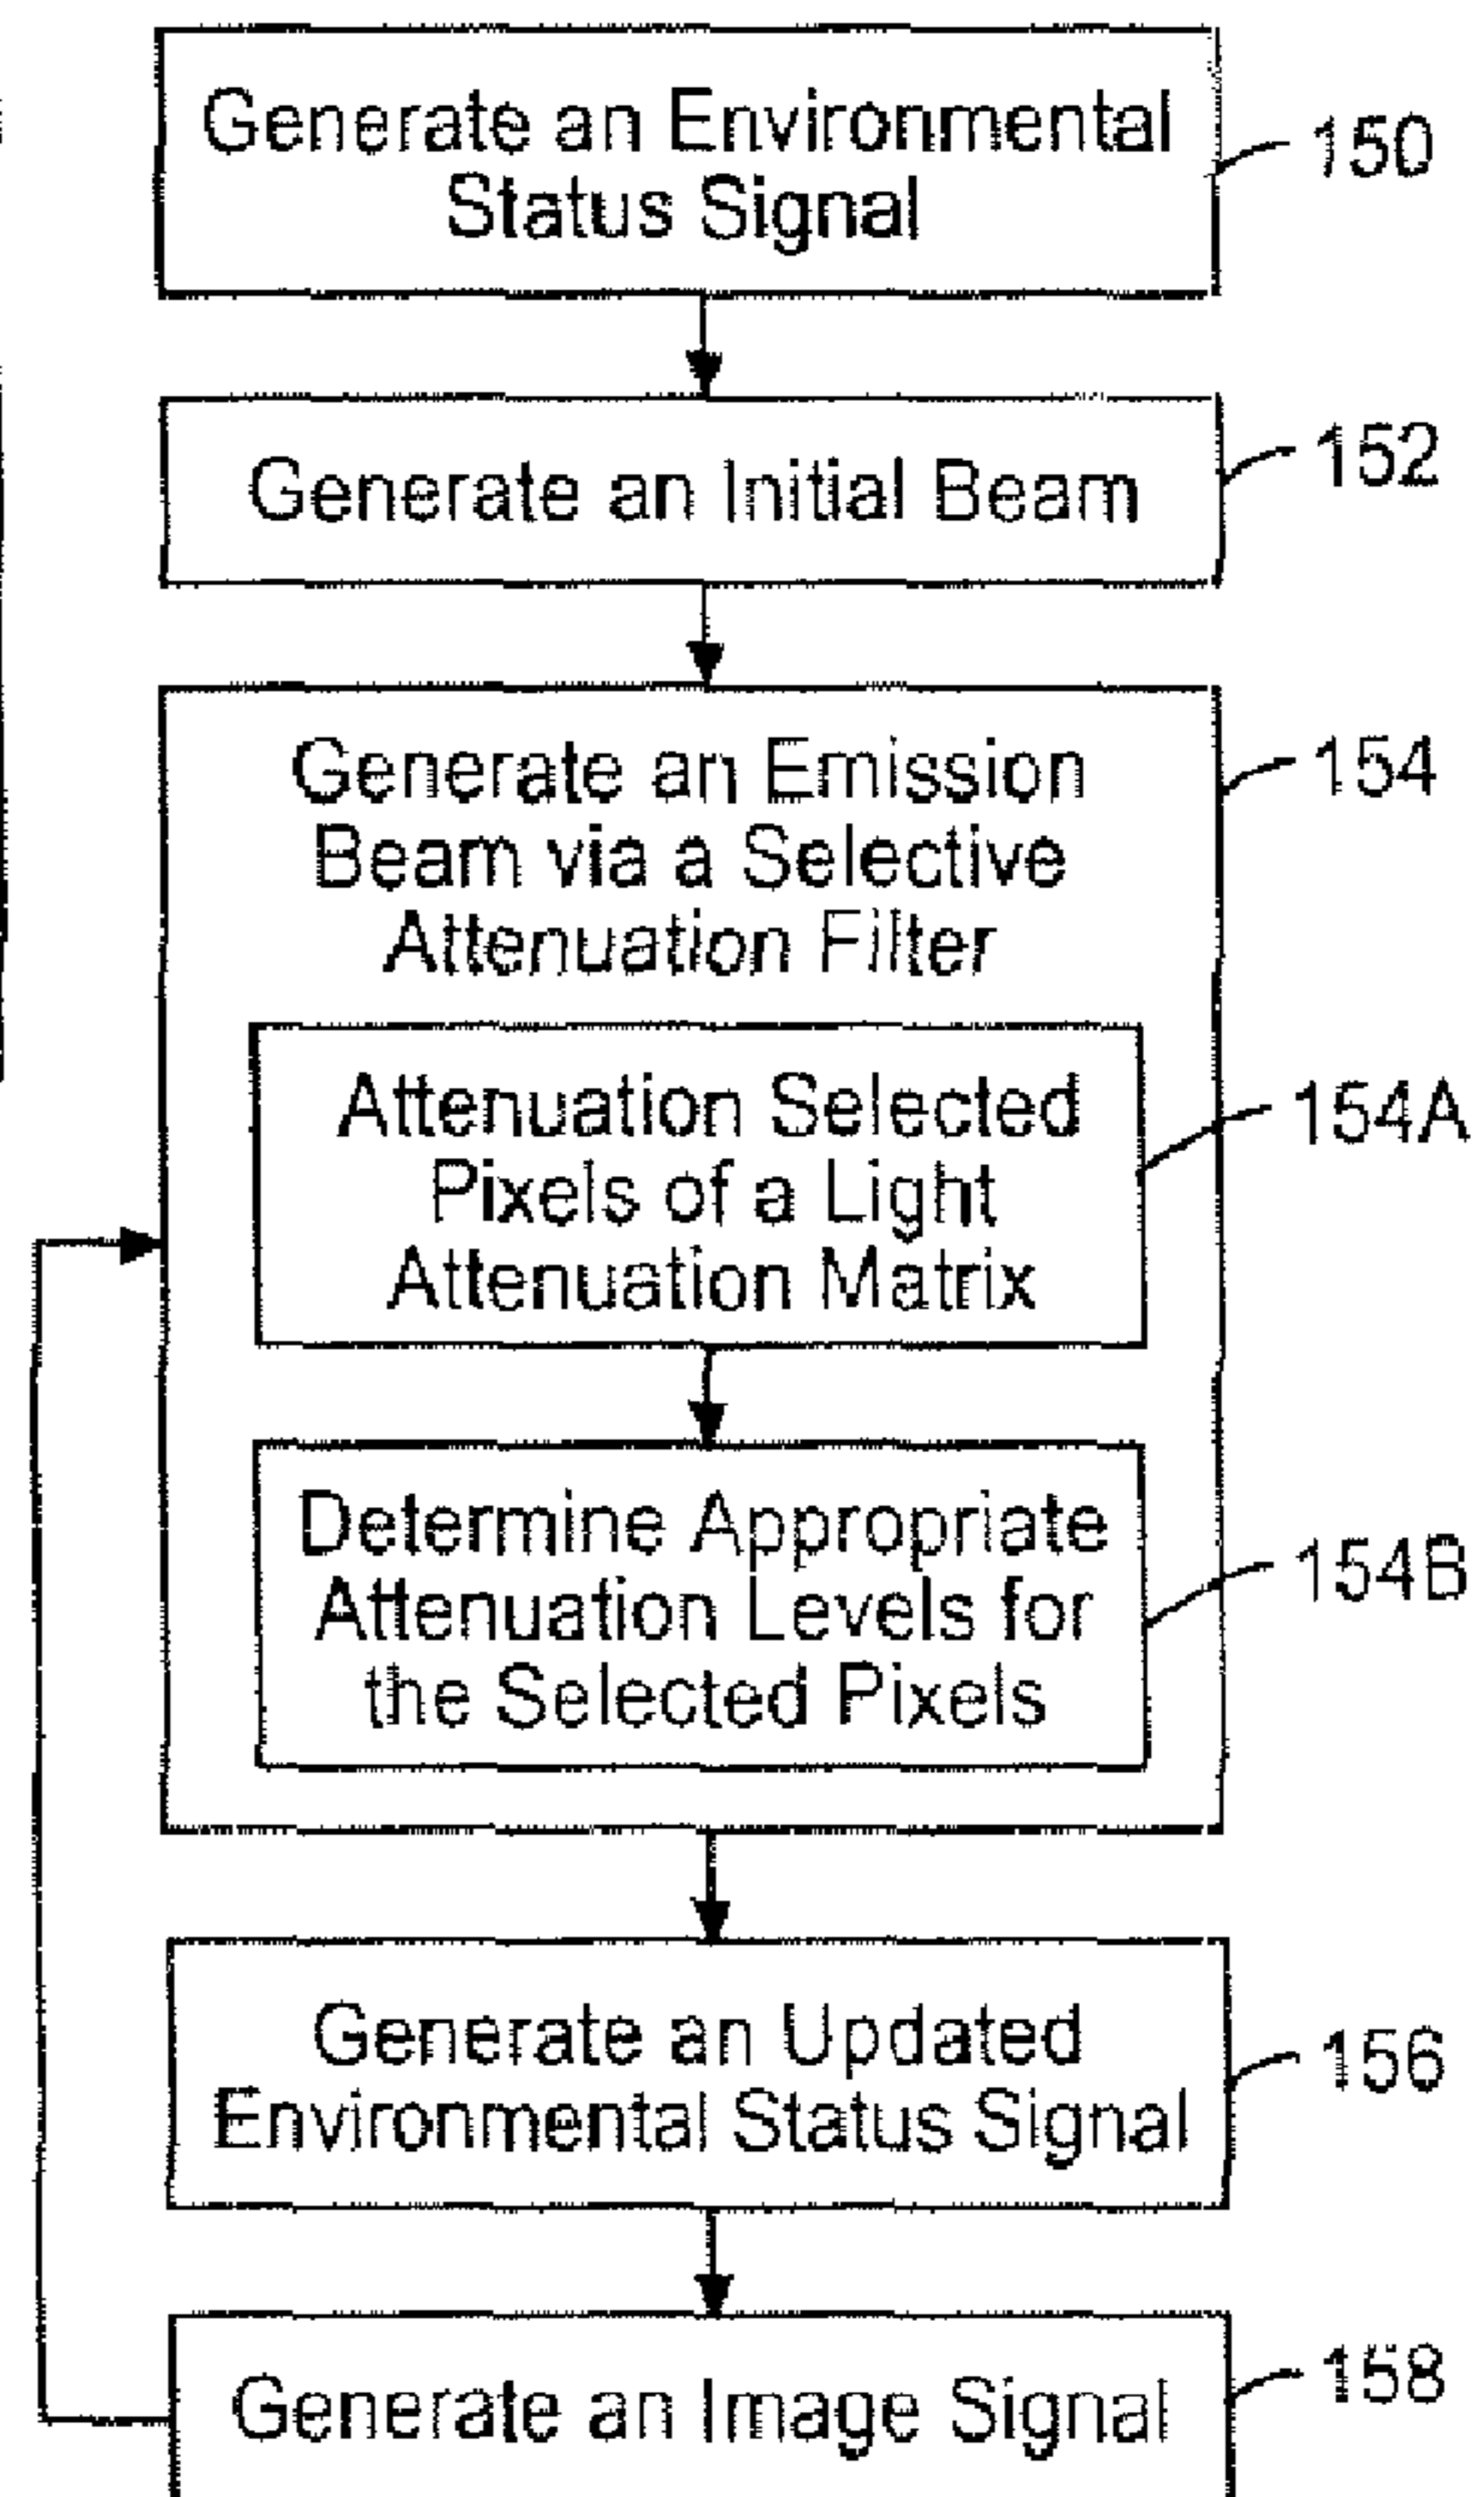 Generate an Environmental
Status Signal
150
Generate an Initial Beam
152
Generate an Emission
Beam via a Selective
Attenuation Filter
154
Attenuation Selected
Pixels of a Light
Attenuation Matrix
154A
Determine Appropriate
Attenuation Levels for
the Selected Pixels
154B
Generate an Updated
Environmental Status Signal
156
Generate an Image Signal
158